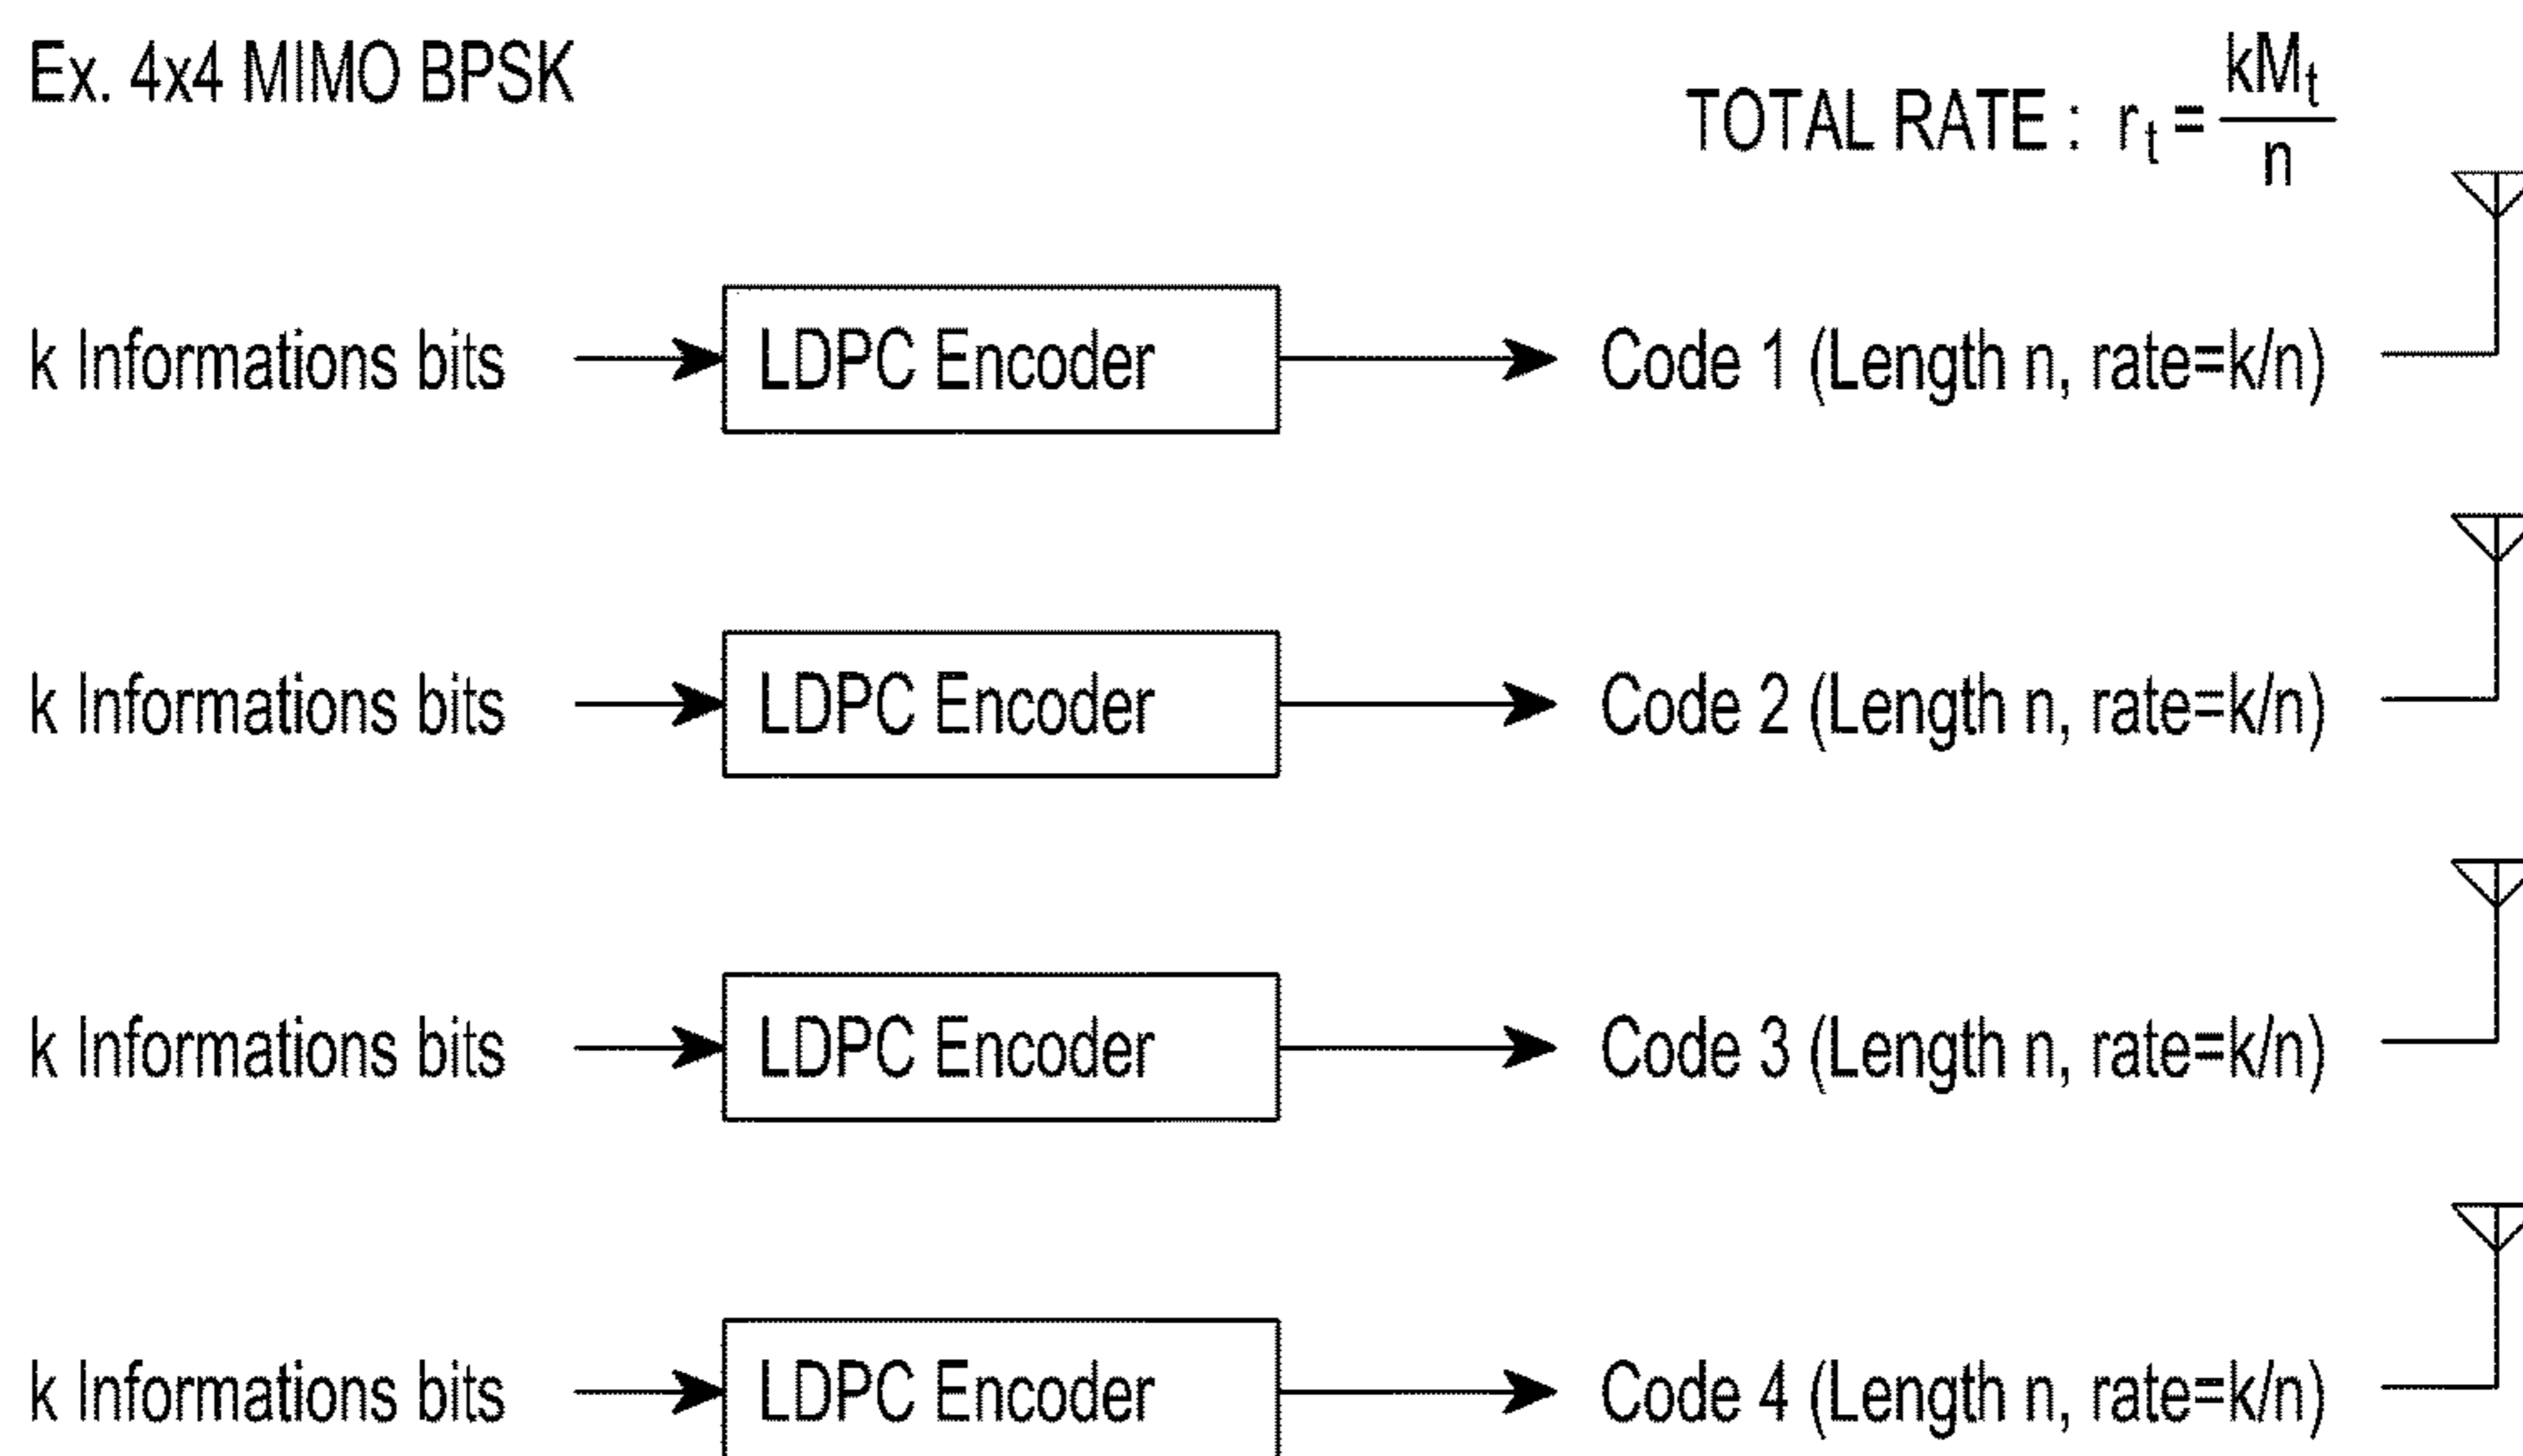 Ex. 4x4 MIMO BPSK
TOTAL RATE : r_t = kM_t / n
k Informations bits LDPC Encoder Code 1 (Length n, rate=k/n)
k Informations bits LDPC Encoder Code 2 (Length n, rate=k/n)
k Informations bits LDPC Encoder Code 3 (Length n, rate=k/n)
k Informations bits LDPC Encoder Code 4 (Length n, rate=k/n)